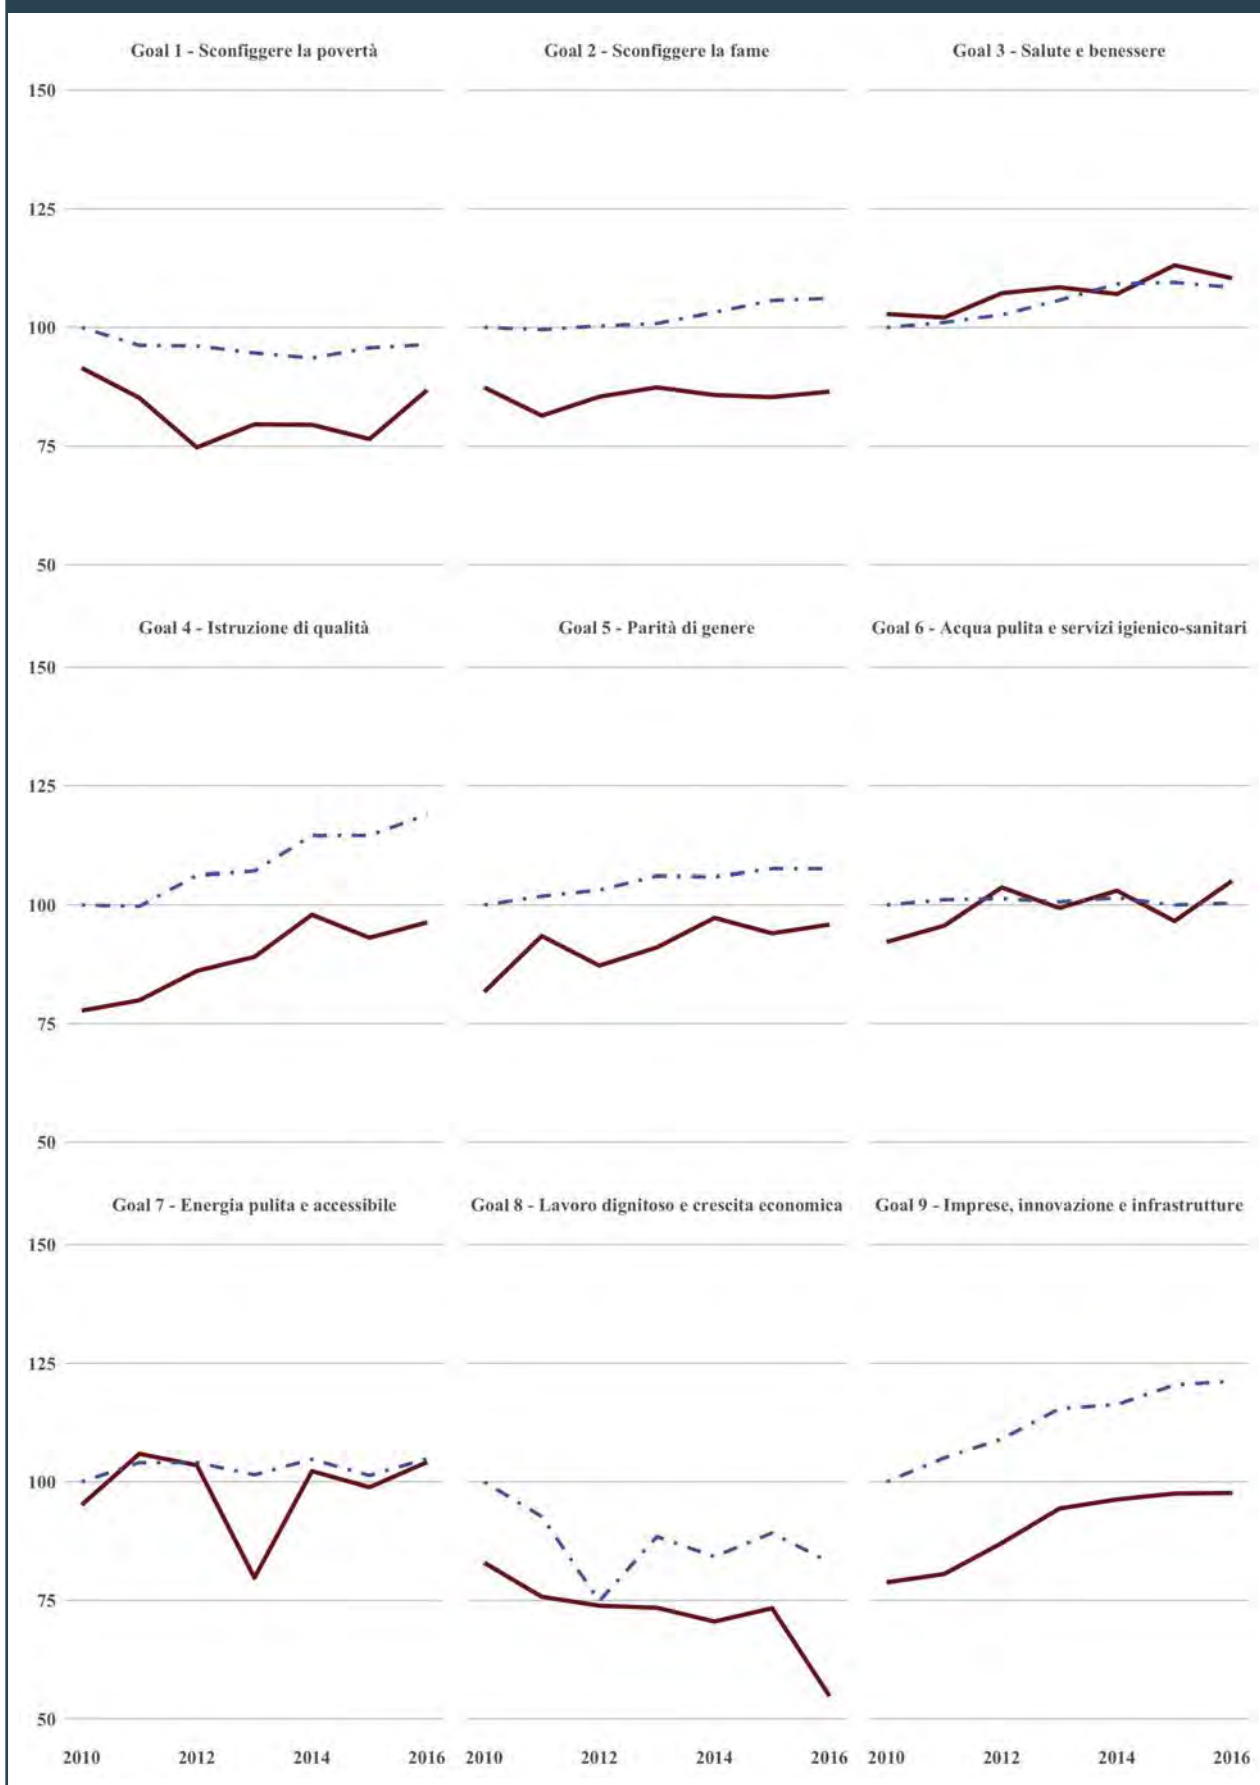 Goal 1 - Sconfiggere la povertà
Goal 2 - Sconfiggere la fame
Goal 3 - Salute e benessere
150
125
100
75
50
Goal 4 - Istruzione di qualità
Goal 5 - Parità di genere
Goal 6 - Acqua pulita e servizi igienico-sanitari
150
125
100
75
50
Goal 7 - Energia pulita e accessibile
Goal 8 - Lavoro dignitoso e crescita economica
Goal 9 - Imprese, innovazione e infrastrutture
150
125
100
75
50
2010 2012 2014 2016
2010 2012 2014 2016
2010 2012 2014 2016